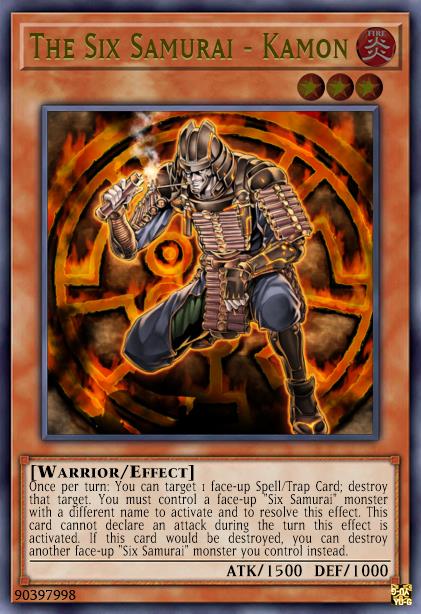 THE SIX SAMURAI - KAMON
FIRE
炎
[WARRIOR/EFFECT]
Once per turn: You can target 1 face-up Spell/Trap Card; destroy
that target. You must control a face-up "Six Samurai" monster
with a different name to activate and to resolve this effect. This
card cannot declare an attack during the turn this effect is
activated. If this card would be destroyed, you can destroy
another face-up "Six Samurai" monster you control instead.
ATK/1500 DEF/1000
90397998